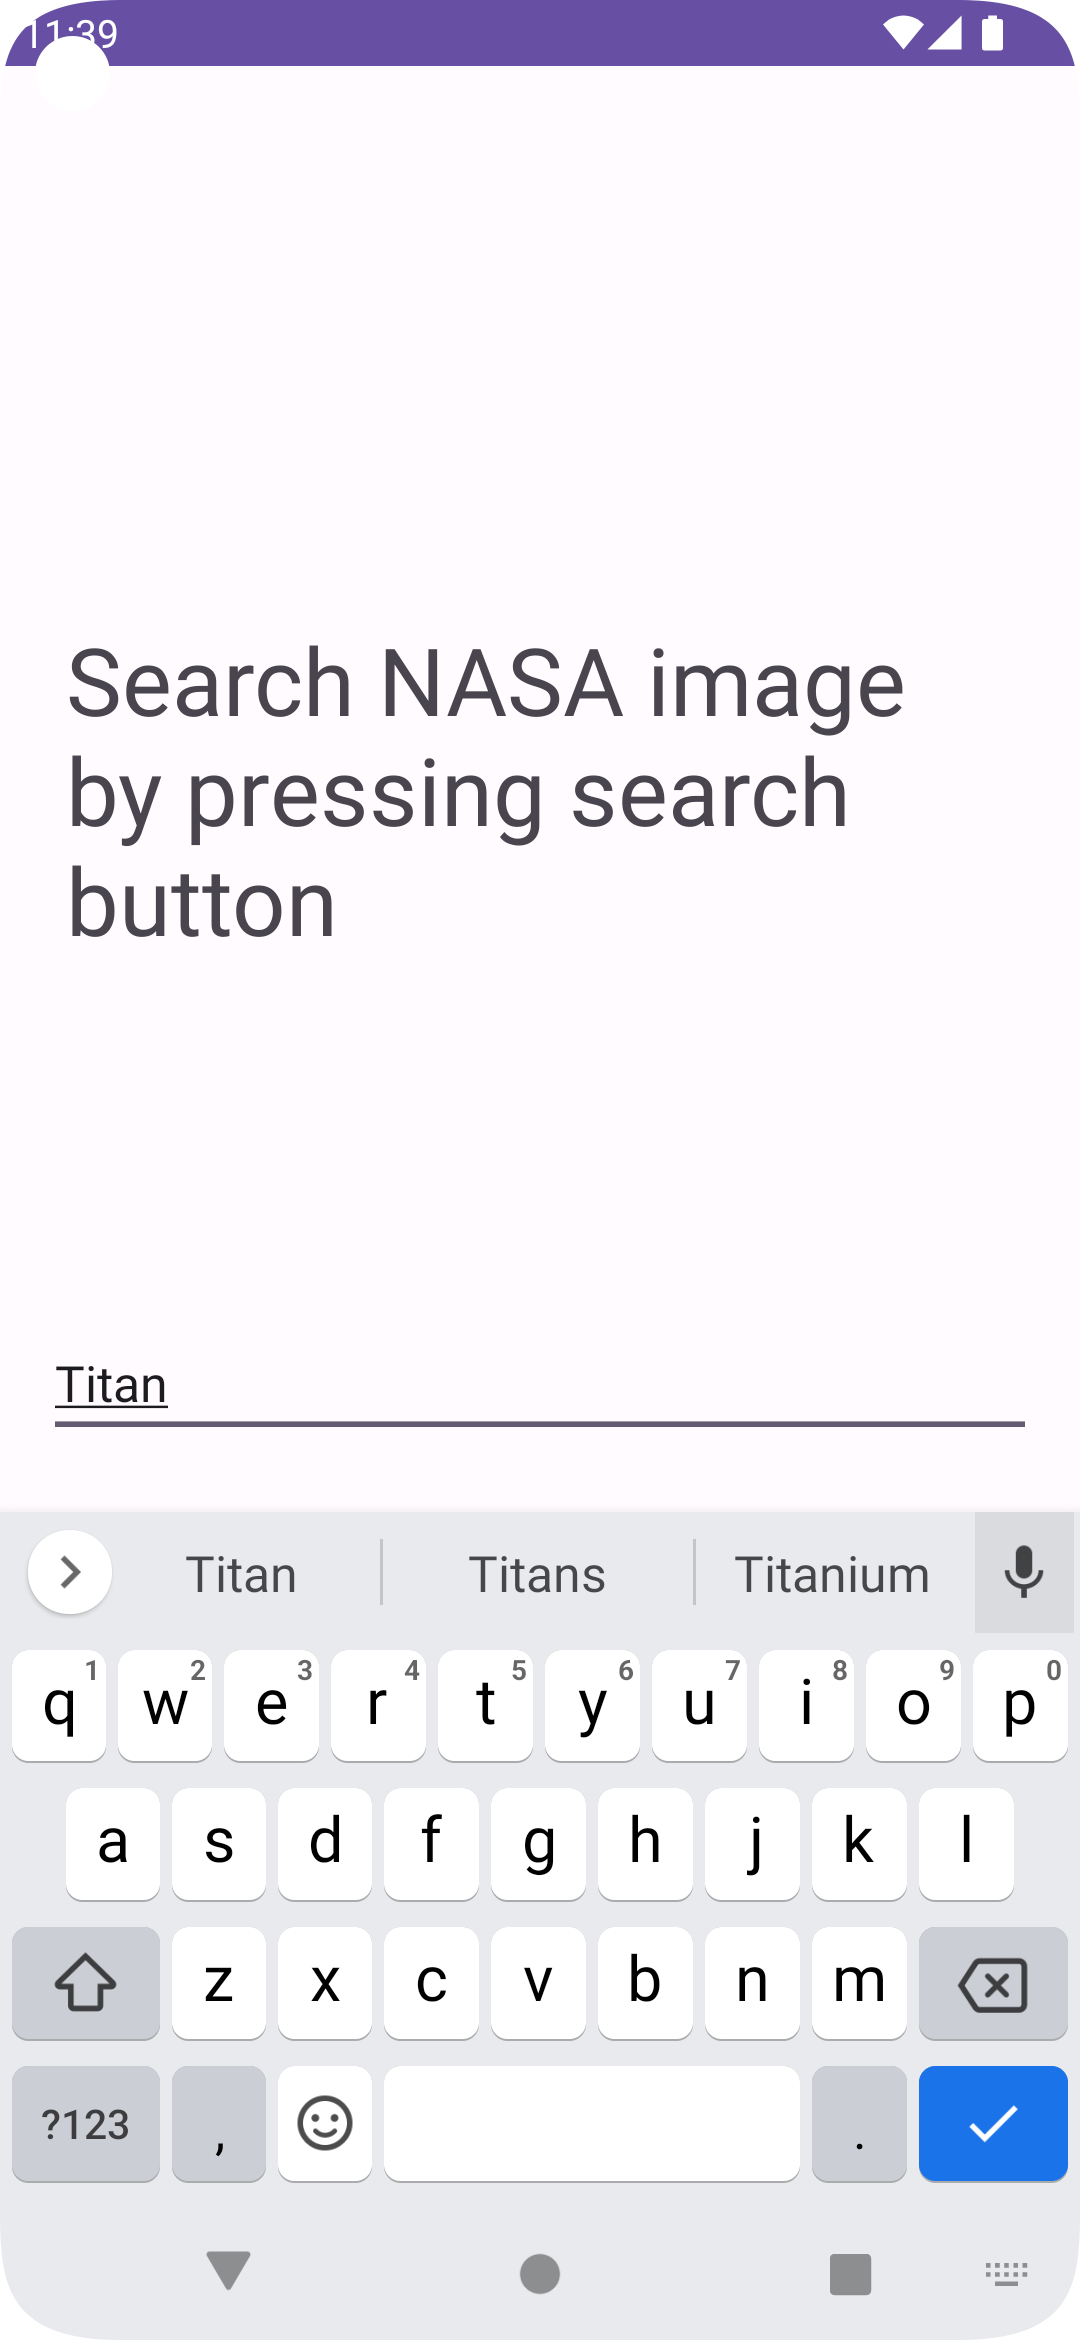 11:39
Search NASA image
by pressing search
button
Titan
Titan Titans Titanium
q 1 w 2 e 3 r 4 t 5 y 6 u 7 i 8 o 9 p 0
a s d f g h j k l
z x c v b n m
?123 , .